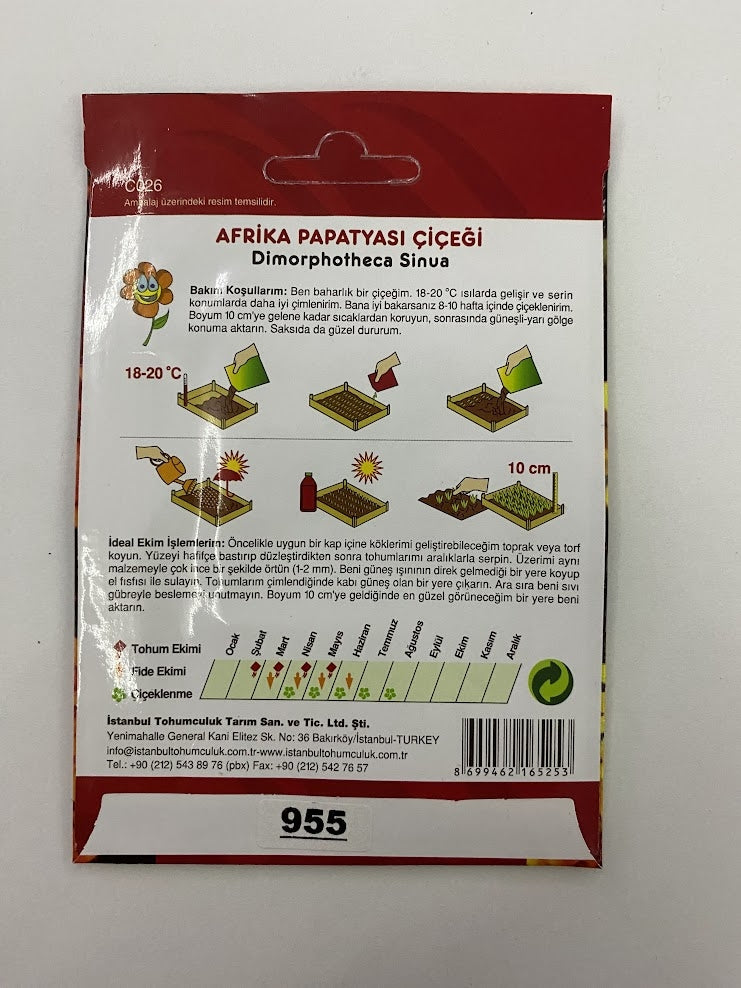 C026
Ambalaj üzerindeki resim temsilidir.
AFRİKA PAPATYASI ÇİÇEĞİ
Dimorphotheca Sinua
Bakım Koşullarım: Ben baharlık bir çiçeğim. 18-20 °C ısılarda gelişir ve serin
konumlarda daha iyi çimlenirim. Bana iyi bakarsanız 8-10 hafta içinde çiçeklenirim.
Boyum 10 cm'ye gelene kadar sıcaklardan koruyun, sonrasında güneşli-yarı gölge
konuma aktarın. Saksıda da güzel dururum.
18-20 °C
10 cm
İdeal Ekim İşlemlerim: Öncelikle uygun bir kap içine köklerimi geliştirebileceğim toprak veya torf
koyun. Yüzeyi hafifçe bastırıp düzleştirdikten sonra tohumlarımı aralıklarla serpin. Üzerimi aynı
malzemeyle çok ince bir şekilde örtün (1-2 mm). Beni güneş ışınının direk gelmediği bir yere koyup
el fısfısı ile sulayın. Tohumlarım çimlendiğinde kabı güneş olan bir yere çıkarın. Ara sıra beni sıvı
gübreyle beslemeyi unutmayın. Boyum 10 cm'ye geldiğinde en güzel görüneceğim bir yere beni
aktarın.
Ocak Şubat Mart Nisan Mayıs Haziran Temmuz Ağustos Eylül Ekim Kasım Aralık
Tohum Ekimi
Fide Ekimi
Çiçeklenme
İstanbul Tohumculuk Tarım San. ve Tic. Ltd. Şti.
Yenimahalle General Kani Elitez Sk. No: 36 Bakırköy/İstanbul-TURKEY
info@istanbultohumculuk.com.tr-www.istanbultohumculuk.com.tr
Tel.: +90 (212) 543 89 76 (pbx) Fax: +90 (212) 542 76 57
8 699462 165253
955